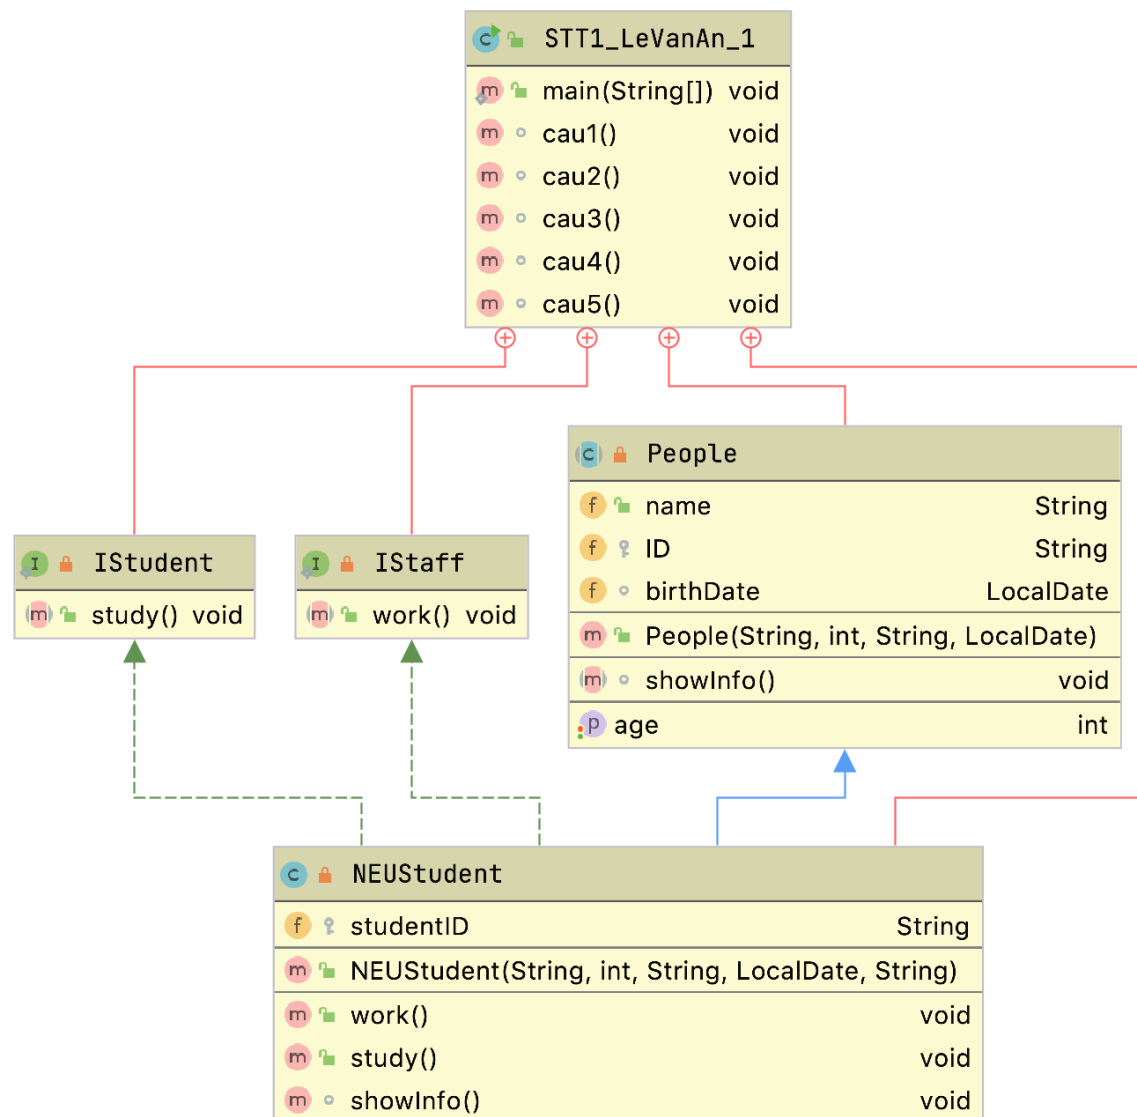 STT1_LeVanAn_1
main(String[]) void
cau1() void
cau2() void
cau3() void
cau4() void
cau5() void
People
name String
ID String
birthDate LocalDate
People(String, int, String, LocalDate)
showInfo() void
age int
IStudent
study() void
IStaff
work() void
NEUStudent
studentID String
NEUStudent(String, int, String, LocalDate, String)
work() void
study() void
showInfo() void